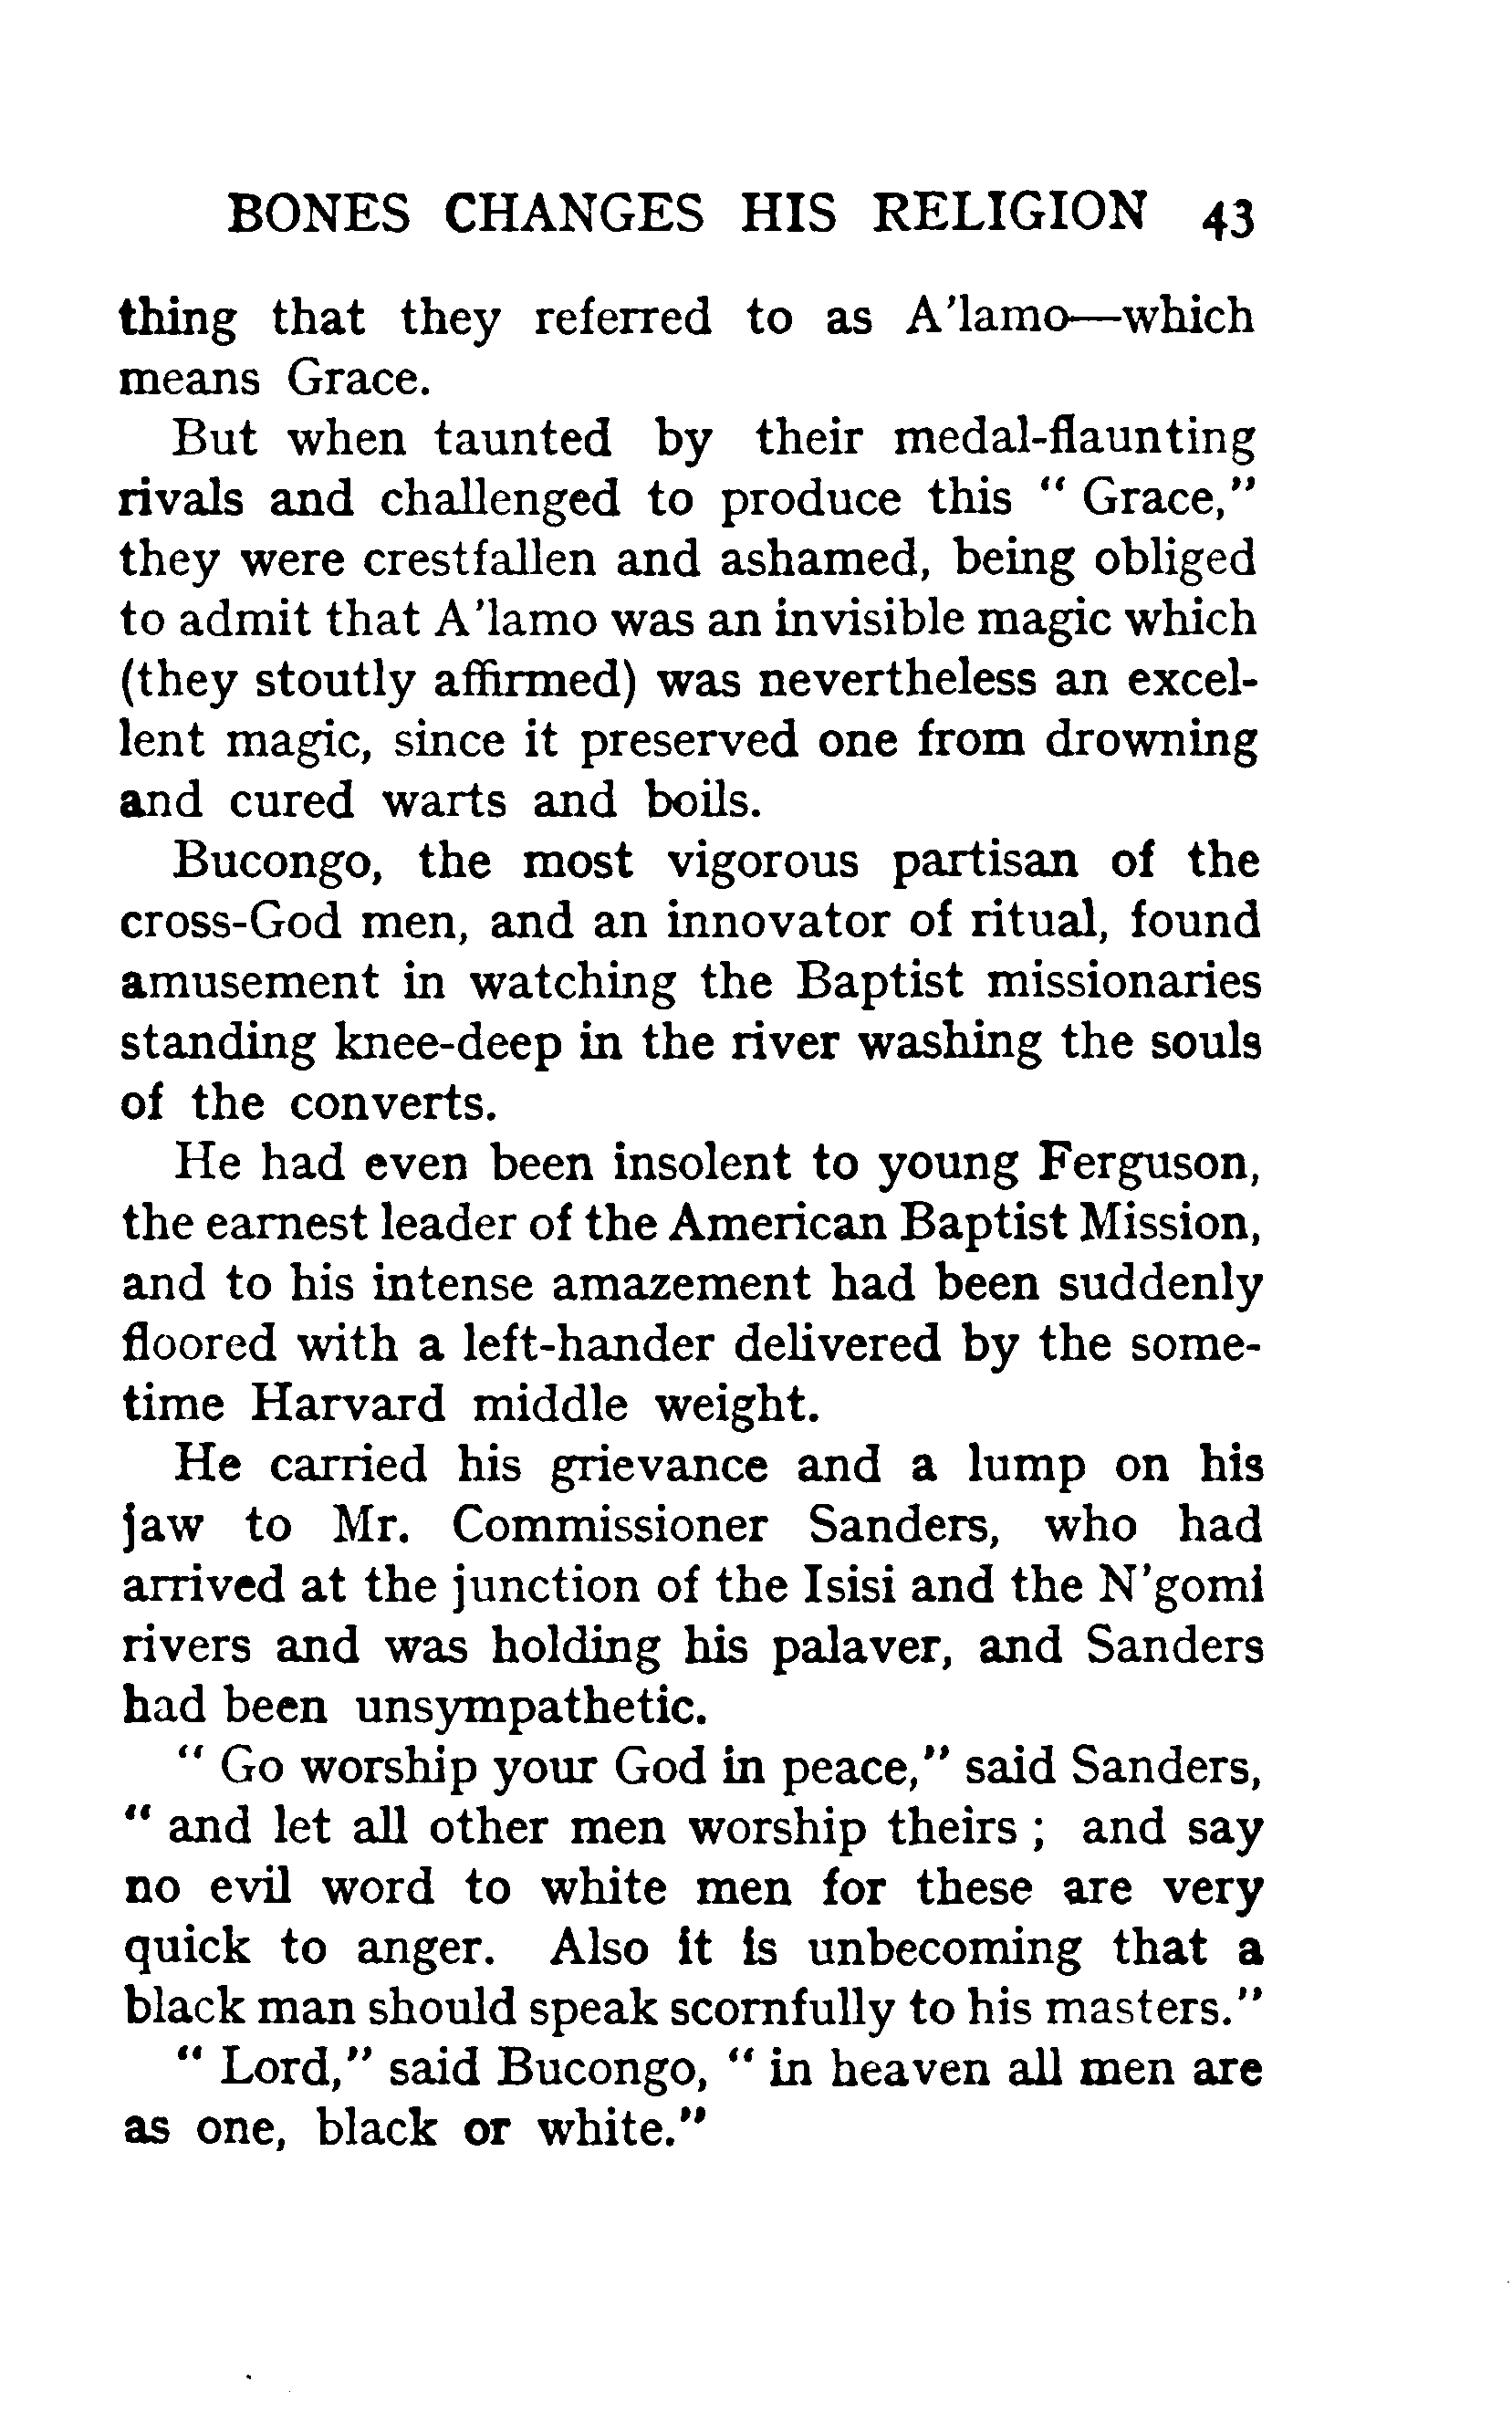 BONES CHANGES HIS RELIGION 43
thing that they referred to as A'lamo—which
means Grace.
But when taunted by their medal-flaunting
rivals and challenged to produce this " Grace,"
they were crestfallen and ashamed, being obliged
to admit that A'lamo was an invisible magic which
(they stoutly affirmed) was nevertheless an excel-
lent magic, since it preserved one from drowning
and cured warts and boils.
Bucongo, the most vigorous partisan of the
cross-God men, and an innovator of ritual, found
amusement in watching the Baptist missionaries
standing knee-deep in the river washing the souls
of the converts.
He had even been insolent to young Ferguson,
the earnest leader of the American Baptist Mission,
and to his intense amazement had been suddenly
floored with a left-hander delivered by the some-
time Harvard middle weight.
He carried his grievance and a lump on his
jaw to Mr. Commissioner Sanders, who had
arrived at the junction of the Isisi and the N'gomi
rivers and was holding his palaver, and Sanders
had been unsympathetic.
" Go worship your God in peace," said Sanders,
" and let all other men worship theirs ; and say
no evil word to white men for these are very
quick to anger. Also it is unbecoming that a
black man should speak scornfully to his masters."
" Lord," said Bucongo, " in heaven all men are
as one, black or white."